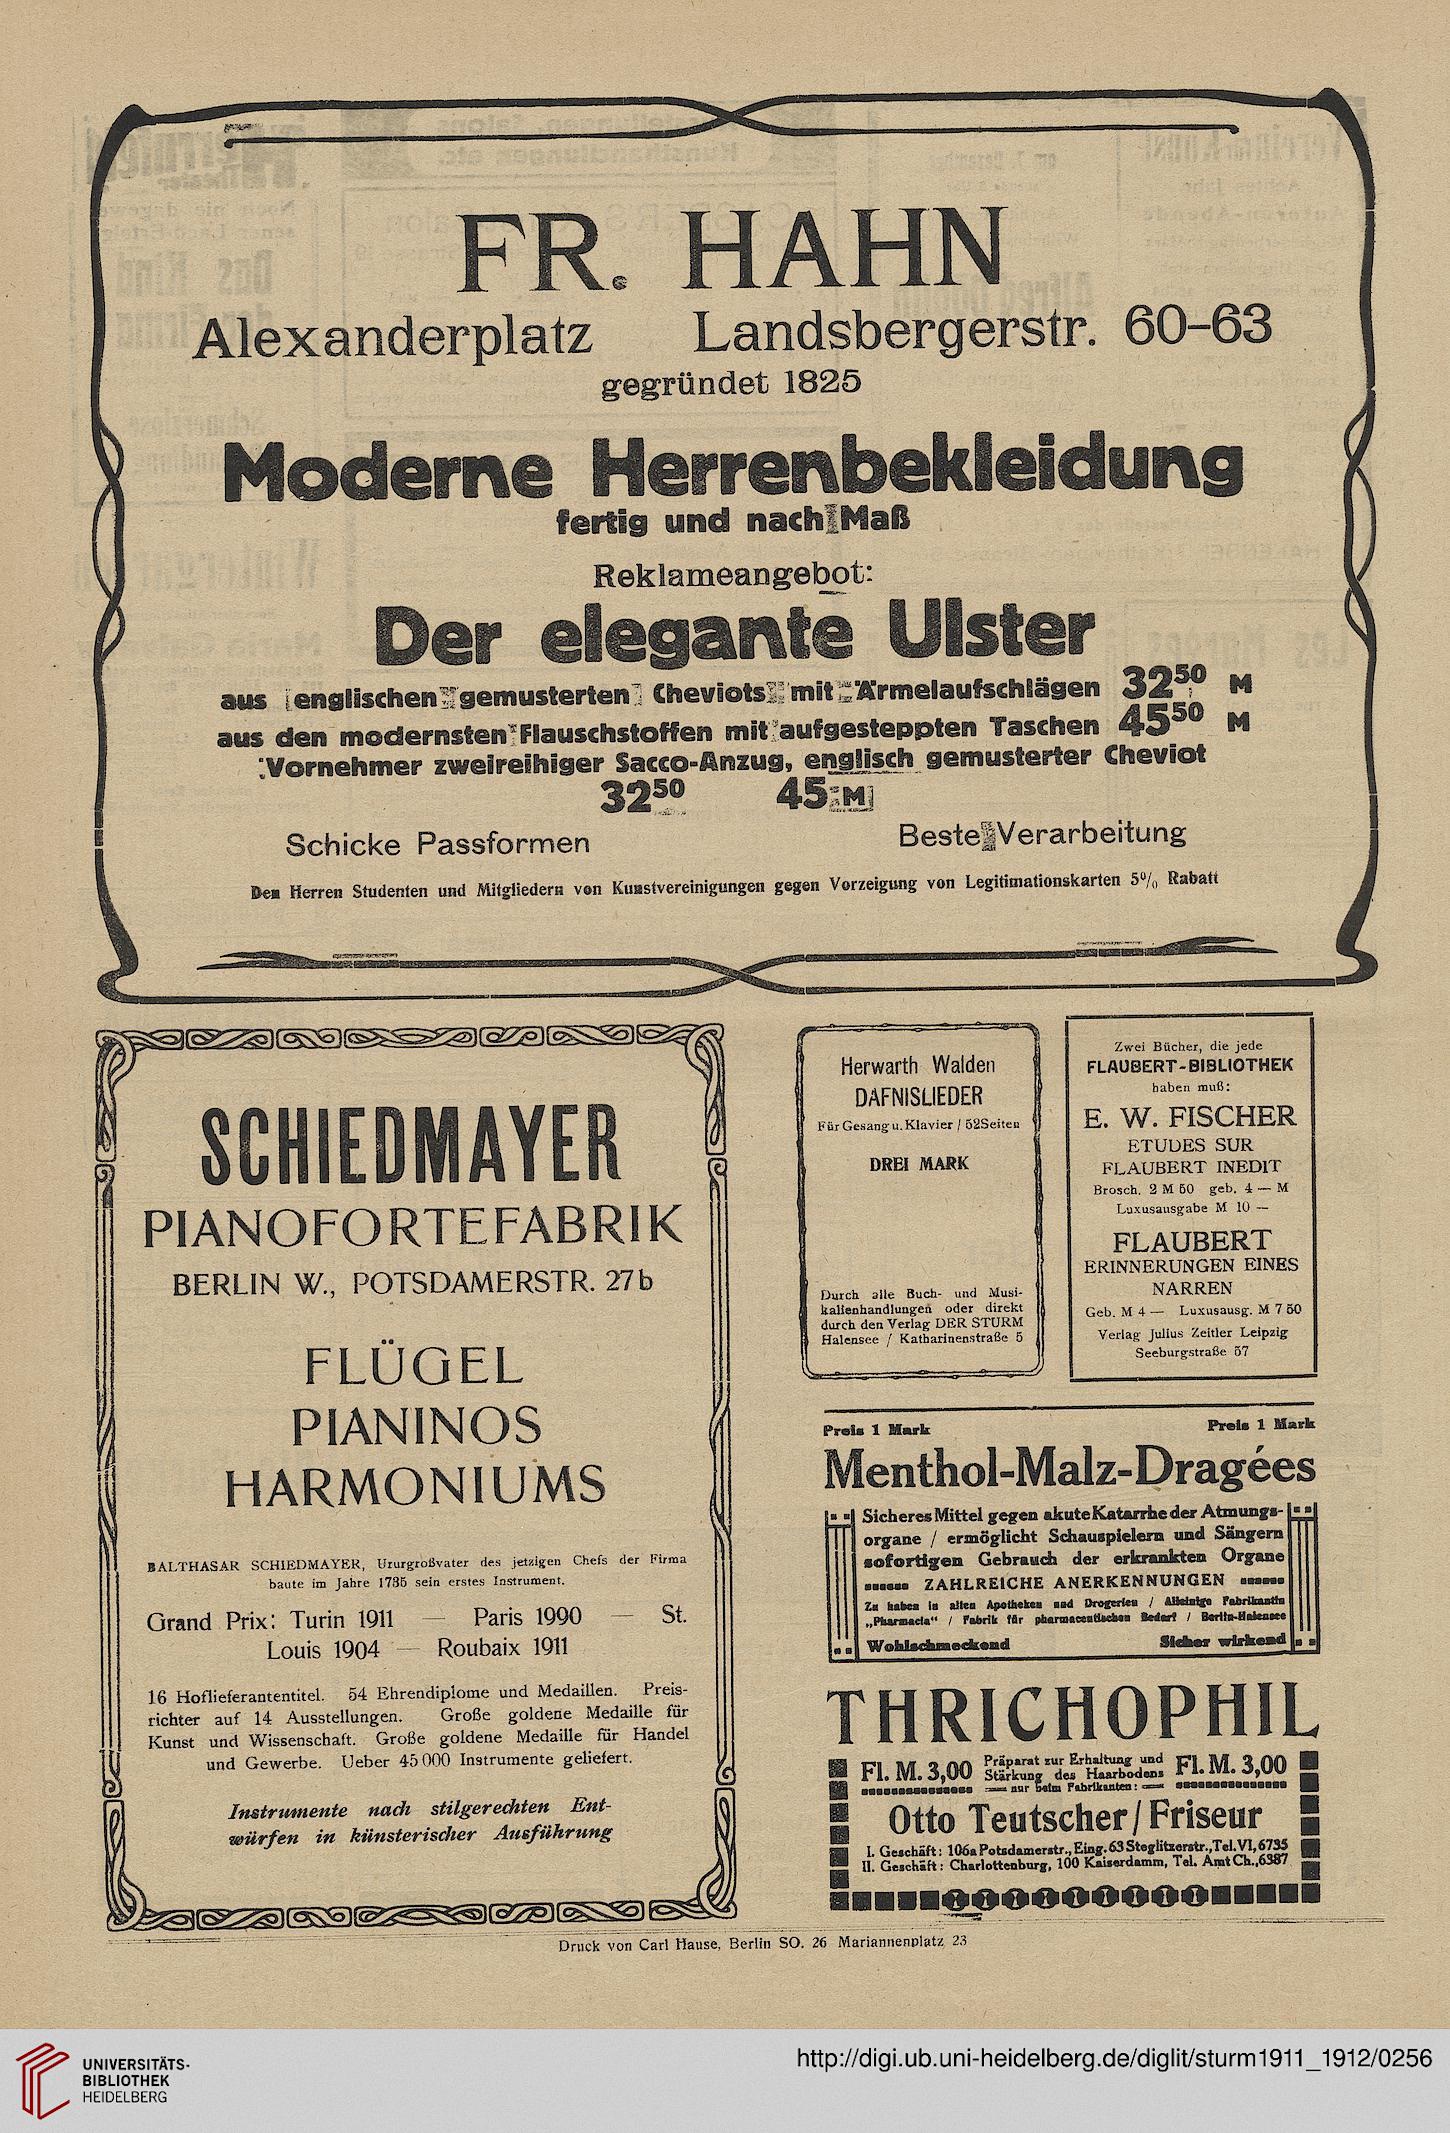 FR. HAHN
Alexanderplatz Landsbergerstr. 60-63
gegründet 1825
Moderne Herrenbekleidung
fertig und nach Maß
Reklameangebot:
Der elegante Ulster
aus englischen gemusterten Cheviots mit Ärmelaufschlägen 32⁵⁰ M
aus den modernsten Flauschstoffen mit aufgesteppten Taschen 45⁵⁰ M
Vornehmer zweireihiger Sacco-Anzug, englisch gemusterter Cheviot
32⁵⁰ 45 M
Schicke Passformen Beste Verarbeitung
Den Herren Studenten und Mitgliedern von Kunstvereinigungen gegen Vorzeigung von Legitimationskarten 5% Rabatt
SCHIEDMAYER
PIANOFORTEFABRIK
BERLIN W., POTSDAMERSTR. 27b
FLÜGEL
PIANINOS
HARMONIUMS
BALTHASAR SCHIEDMAYER, Ururgroßvater des jetzigen Chefs der Firma
baute im Jahre 1735 sein erstes Instrument.
Grand Prix: Turin 1911 — Paris 1990 — St.
Louis 1904 — Roubaix 1911
16 Hoflieferantentitel. 54 Ehrendiplome und Medaillen. Preis-
richter auf 14 Ausstellungen. Große goldene Medaille für
Kunst und Wissenschaft. Große goldene Medaille für Handel
und Gewerbe. Ueber 45000 Instrumente geliefert.
Instrumente nach stilgerechten Ent-
würfen in künsterischer Ausführung
Herwarth Walden
DAFNISLIEDER
Für Gesang u. Klavier / 52 Seiten
DREI MARK
Durch alle Buch- und Musi-
kalienhandlungen oder direkt
durch den Verlag DER STURM
Halensee / Katharinenstraße 5
Zwei Bücher, die jede
FLAUBERT-BIBLIOTHEK
haben muß:
E. W. FISCHER
ETUDES SUR
FLAUBERT INEDIT
Brosch. 2 M 50 geb. 4 — M
Luxusausgabe M 10 —
FLAUBERT
ERINNERUNGEN EINES
NARREN
Geb. M 4 — Luxusausg. M 7 50
Verlag Julius Zeitler Leipzig
Seeburgstraße 57
Preis 1 Mark Preis 1 Mark
Menthol-Malz-Dragées
Sicheres Mittel gegen akute Katarrhe der Atmungs-
organe / ermöglicht Schauspielern und Sängern
sofortigen Gebrauch der erkrankten Organe
ZAHLREICHE ANERKENNUNGEN
Zu haben in allen Apotheken und Drogerien / Alleinige Fabrikantin
„Pharmacia“ / Fabrik für pharmaceutischen Bedarf / Berlin-Halensee
Wohlschmeckend Sicher wirkend
THRICHOPHIL
Fl. M. 3,00 Präparat zur Erhaltung und Fl. M. 3,00
Stärkung des Haarbodens
nur beim Fabrikanten:
Otto Teutscher / Friseur
I. Geschäft: 106a Potsdamerstr., Eing. 63 Steglitzerstr., Tel. VI, 6735
II. Geschäft: Charlottenburg, 100 Kaiserdamm, Tel. Amt Ch., 6387
Druck von Carl Hause, Berlin SO. 26 Mariannenplatz 23
UNIVERSITÄTS-
BIBLIOTHEK
HEIDELBERG
http://digi.ub.uni-heidelberg.de/diglit/sturm1911_1912/0256